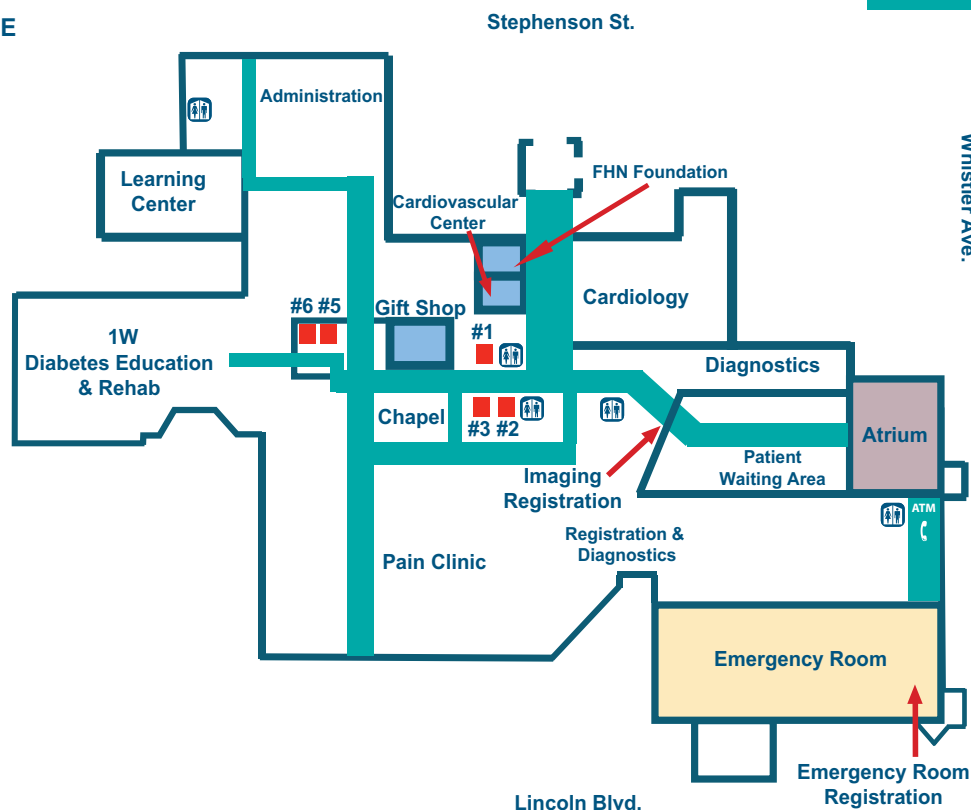 E
Stephenson St.
Whistler Ave.
Administration
Learning
Center
FHN Foundation
Cardiovascular
Center
Cardiology
#6 #5
Gift Shop
#1
1W
Diabetes Education
& Rehab
Diagnostics
Chapel
#3 #2
Atrium
Patient
Waiting Area
Imaging
Registration
ATM
Registration &
Diagnostics
Pain Clinic
Emergency Room
Emergency Room
Registration
Lincoln Blvd.